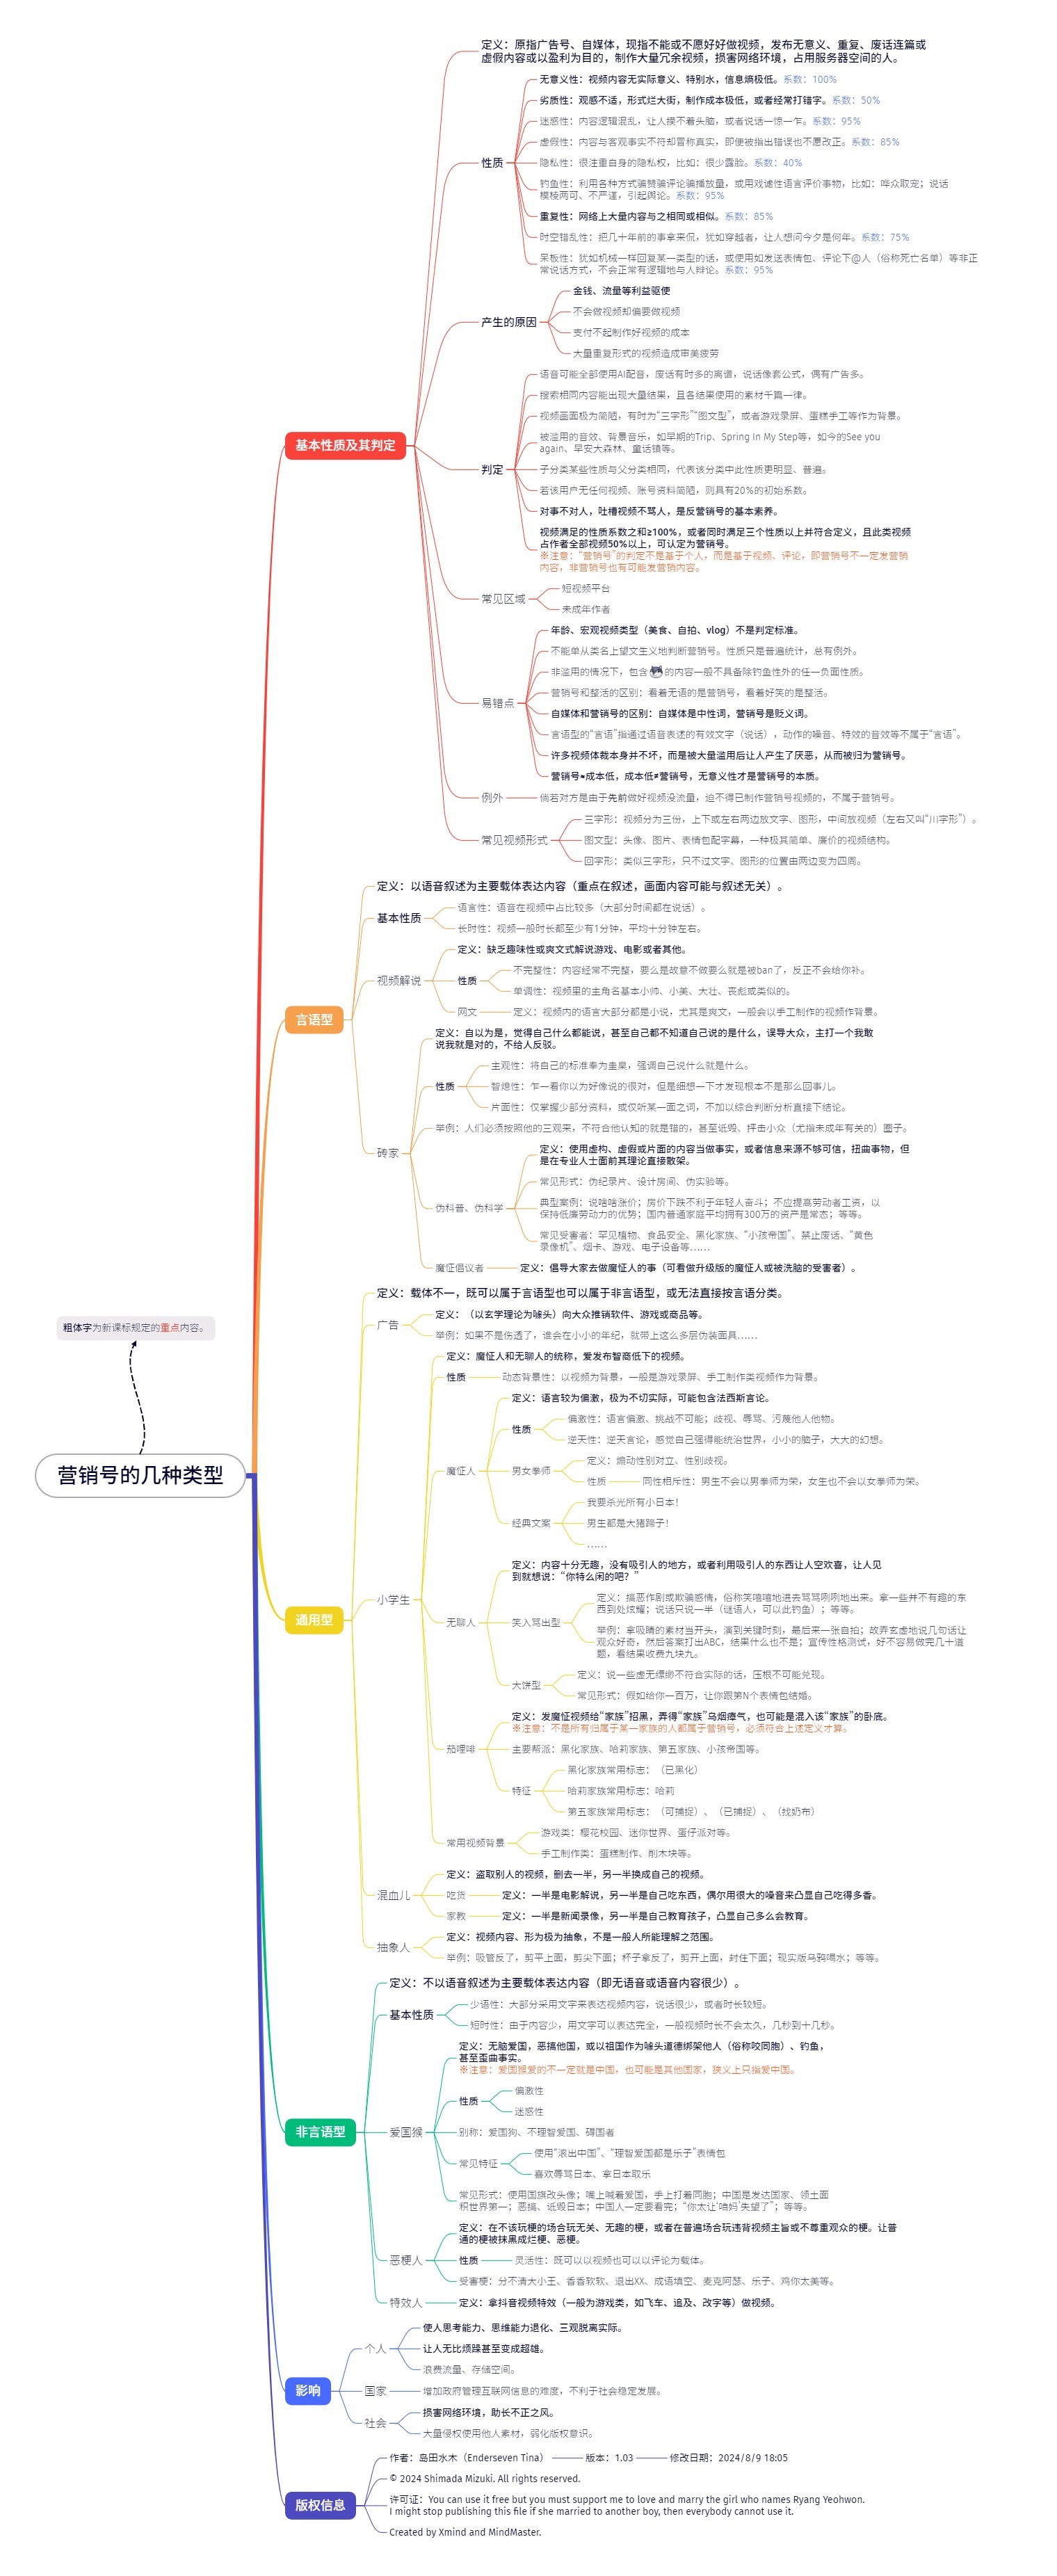 定义：原指广告号、自媒体，现指不能或不愿好好做视频，发布无意义、重复、废话连篇或
虚假内容或以盈利为目的，制作大量冗余视频，损害网络环境，占用服务器空间的人。
无意义性：视频内容无实际意义、特别水，信息熵极低。系数：100%
劣质性：观感不适，形式烂大街，制作成本极低，或者经常打错字。系数：50%
迷惑性：内容逻辑混乱，让人摸不着头脑，或者说话一惊一乍。系数：95%
虚假性：内容与客观事实不符却冒称真实，即便被指出错误也不愿改正。系数：85%
性质
隐私性：很注重自身的隐私权，比如：很少露脸。系数：40%
钓鱼性：利用各种方式骗赞骗评论骗播放量，或用戏谑性语言评价事物，比如：哗众取宠；说话
模棱两可、不严谨，引起舆论。系数：95%
重复性：网络上大量内容与之相同或相似。系数：85%
时空错乱性：把几十年前的事拿来侃，犹如穿越者，让人想问今夕是何年。系数：75%
呆板性：犹如机械一样回复某一类型的话，或使用如发送表情包、评论下@人（俗称死亡名单）等非正
常说话方式，不会正常有逻辑地与人辩论。系数：95%
产生的原因
金钱、流量等利益驱使
不会做视频却偏要做视频
支付不起制作好视频的成本
大量重复形式的视频造成审美疲劳
基本性质及其判定
判定
语音可能全部使用AI配音，废话有时多的离谱，说话像套公式，偶有广告多。
搜索相同内容能出现大量结果，且各结果使用的素材千篇一律。
视频画面极为简陋，有时为“三字形”“图文型”，或者游戏录屏、蛋糕手工等作为背景。
被滥用的音效、背景音乐，如早期的Trip、Spring In My Step等，如今的See you
again、早安大森林、童话镇等。
子分类某些性质与父分类相同，代表该分类中此性质更明显、普遍。
若该用户无任何视频、账号资料简陋，则具有20%的初始系数。
对事不对人，吐槽视频不骂人，是反营销号的基本素养。
视频满足的性质系数之和≥100%，或者同时满足三个性质以上并符合定义，且此类视频
占作者全部视频50%以上，可认定为营销号。
※注意：“营销号”的判定不是基于个人，而是基于视频、评论，即营销号不一定发营销
内容，非营销号也有可能发营销内容。
常见区域
短视频平台
未成年作者
易错点
年龄、宏观视频类型（美食、自拍、vlog）不是判定标准。
不能单从类名上望文生义地判断营销号。性质只是普遍统计，总有例外。
非滥用的情况下，包含的内容一般不具备除钓鱼性外的任一负面性质。
营销号和整活的区别：看着无语的是营销号，看着好笑的是整活。
自媒体和营销号的区别：自媒体是中性词，营销号是贬义词。
言语型的“言语”指通过语音表述的有效文字（说话），动作的噪音、特效的音效等不属于“言语”。
许多视频体裁本身并不坏，而是被大量滥用后让人产生了厌恶，从而被归为营销号。
营销号≈成本低，成本低≠营销号，无意义性才是营销号的本质。
例外
倘若对方是由于先前做好视频没流量，迫不得已制作营销号视频的，不属于营销号。
常见视频形式
三字形：视频分为三份，上下或左右两边放文字、图形，中间放视频（左右又叫“川字形”）。
图文型：头像、图片、表情包配字幕，一种极其简单、廉价的视频结构。
回字形：类似三字形，只不过文字、图形的位置由两边变为四周。
言语型
定义：以语音叙述为主要载体表达内容（重点在叙述，画面内容可能与叙述无关）。
基本性质
语言性：语音在视频中占比较多（大部分时间都在说话）。
长时性：视频一般时长都至少有1分钟，平均十分钟左右。
视频解说
定义：缺乏趣味性或爽文式解说游戏、电影或者其他。
性质
不完整性：内容经常不完整，要么是故意不做要么就是被ban了，反正不会给你补。
单调性：视频里的主角名基本小帅、小美、大壮、丧彪或类似的。
网文
定义：视频内的语言大部分都是小说，尤其是爽文，一般会以手工制作的视频作背景。
砖家
定义：自以为是，觉得自己什么都能说，甚至自己都不知道自己说的是什么，误导大众，主打一个我敢
说我就是对的，不给人反驳。
性质
主观性：将自己的标准奉为圭臬，强调自己说什么就是什么。
智熄性：乍一看你以为好像说的很对，但是细想一下才发现根本不是那么回事儿。
片面性：仅掌握少部分资料，或仅听某一面之词，不加以综合判断分析直接下结论。
举例：人们必须按照他的三观来，不符合他认知的就是错的，甚至诋毁、抨击小众（尤指未成年有关的）圈子。
伪科普、伪科学
定义：使用虚构、虚假或片面的内容当做事实，或者信息来源不够可信，扭曲事物，但
是在专业人士面前其理论直接散架。
常见形式：伪纪录片、设计房间、伪实验等。
典型案例：说啥啥涨价；房价下跌不利于年轻人奋斗；不应提高劳动者工资，以
保持低廉劳动力的优势；国内普通家庭平均拥有300万的资产是常态；等等。
常见受害者：罕见植物、食品安全、黑化家族、“小孩帝国”、禁止废话、“黄色
录像机”、烟卡、游戏、电子设备等……
魔怔倡议者
定义：倡导大家去做魔怔人的事（可看做升级版的魔怔人或被洗脑的受害者）。
通用型
定义：载体不一，既可以属于言语型也可以属于非言语型，或无法直接按言语分类。
广告
定义：（以玄学理论为噱头）向大众推销软件、游戏或商品等。
举例：如果不是伤透了，谁会在小小的年纪，就带上这么多层伪装面具……
粗体字为新课标规定的重点内容。
营销号的几种类型
小学生
定义：魔怔人和无聊人的统称，爱发布智商低下的视频。
性质
动态背景性：以视频为背景，一般是游戏录屏、手工制作类视频作为背景。
魔怔人
定义：语言较为偏激，极为不切实际，可能包含法西斯言论。
性质
偏激性：语言偏激、挑战不可能；歧视、辱骂、污蔑他人他物。
逆天性：逆天言论，感觉自己强得能统治世界，小小的脑子，大大的幻想。
男女拳师
定义：煽动性别对立、性别歧视。
性质
同性相斥性：男生不会以男拳师为荣，女生也不会以女拳师为荣。
经典文案
我要杀光所有小日本！
男生都是大猪蹄子！
……
无聊人
定义：内容十分无趣，没有吸引人的地方，或者利用吸引人的东西让人空欢喜，让人见
到就想说：“你特么闲的吧？”
笑入骂出型
定义：搞恶作剧或欺骗感情，俗称笑嘻嘻地进去骂骂咧咧地出来。拿一些并不有趣的东
西到处炫耀；说话只说一半（谜语人，可以此钓鱼）；等等。
举例：拿吸睛的素材当开头，演到关键时刻，最后来一张自拍；故弄玄虚地说几句话让
观众好奇，然后答案打出ABC，结果什么也不是；宣传性格测试，好不容易做完几十道
题，看结果收费九块九。
大饼型
定义：说一些虚无缥缈不符合实际的话，压根不可能兑现。
常见形式：假如给你一百万，让你跟第N个表情包结婚。
茄哩啡
定义：发魔怔视频给“家族”招黑，弄得“家族”乌烟瘴气，也可能是混入该“家族”的卧底。
※注意：不是所有归属于某一家族的人都属于营销号，必须符合上述定义才算。
主要帮派：黑化家族、哈莉家族、第五家族、小孩帝国等。
特征
黑化家族常用标志：（已黑化）
哈莉家族常用标志：哈莉
第五家族常用标志：（可捕捉）、（已捕捉）、（找奶布）
常用视频背景
游戏类：樱花校园、迷你世界、蛋仔派对等。
手工制作类：蛋糕制作、削木块等。
混血儿
定义：盗取别人的视频，删去一半，另一半换成自己的视频。
吃货
定义：一半是电影解说，另一半是自己吃东西，偶尔用很大的噪音来凸显自己吃得多香。
家教
定义：一半是新闻录像，另一半是自己教育孩子，凸显自己多么会教育。
抽象人
定义：视频内容、形为极为抽象，不是一般人所能理解之范围。
举例：吸管反了，剪平上面，剪尖下面；杯子拿反了，剪开上面，封住下面；现实版乌鸦喝水；等等。
非言语型
定义：不以语音叙述为主要载体表达内容（即无语音或语音内容很少）。
基本性质
少语性：大部分采用文字来表达视频内容，说话很少，或者时长较短。
短时性：由于内容少，用文字可以表达完全，一般视频时长不会太久，几秒到十几秒。
爱国猴
定义：无脑爱国，恶搞他国，或以祖国作为噱头道德绑架他人（俗称咬同胞）、钓鱼，
甚至歪曲事实。
※注意：爱国猴爱的不一定就是中国，也可能是其他国家，狭义上只指爱中国。
性质
偏激性
迷惑性
别称：爱国狗、不理智爱国、碍国者
常见特征
使用“滚出中国”、“理智爱国都是乐子”表情包
喜欢辱骂日本、拿日本取乐
常见形式：使用国旗改头像；嘴上喊着爱国，手上打着同胞；中国是发达国家、领土面
积世界第一；恶搞、诋毁日本；中国人一定要看完；“你太让‘唔妈’失望了”；等等。
恶梗人
定义：在不该玩梗的场合玩无关、无趣的梗，或者在普遍场合玩违背视频主旨或不尊重观众的梗。让普
通的梗被抹黑成烂梗、恶梗。
性质
灵活性：既可以以视频也可以以评论为载体。
受害梗：分不清大小王、香香软软、退出XX、成语填空、麦克阿瑟、乐子、鸡你太美等。
特效人
定义：拿抖音视频特效（一般为游戏类，如飞车、追及、改字等）做视频。
影响
个人
使人思考能力、思维能力退化、三观脱离实际。
让人无比烦躁甚至变成超雄。
浪费流量、存储空间。
国家
增加政府管理互联网信息的难度，不利于社会稳定发展。
社会
损害网络环境，助长不正之风。
大量侵权使用他人素材，弱化版权意识。
版权信息
作者：岛田水木（Enderseven Tina）
版本：1.03
修改日期：2024/8/9 18:05
© 2024 Shimada Mizuki. All rights reserved.
许可证：You can use it free but you must support me to love and marry the girl who names Ryang Yeohwon.
I might stop publishing this file if she married to another boy, then everybody cannot use it.
Created by Xmind and MindMaster.